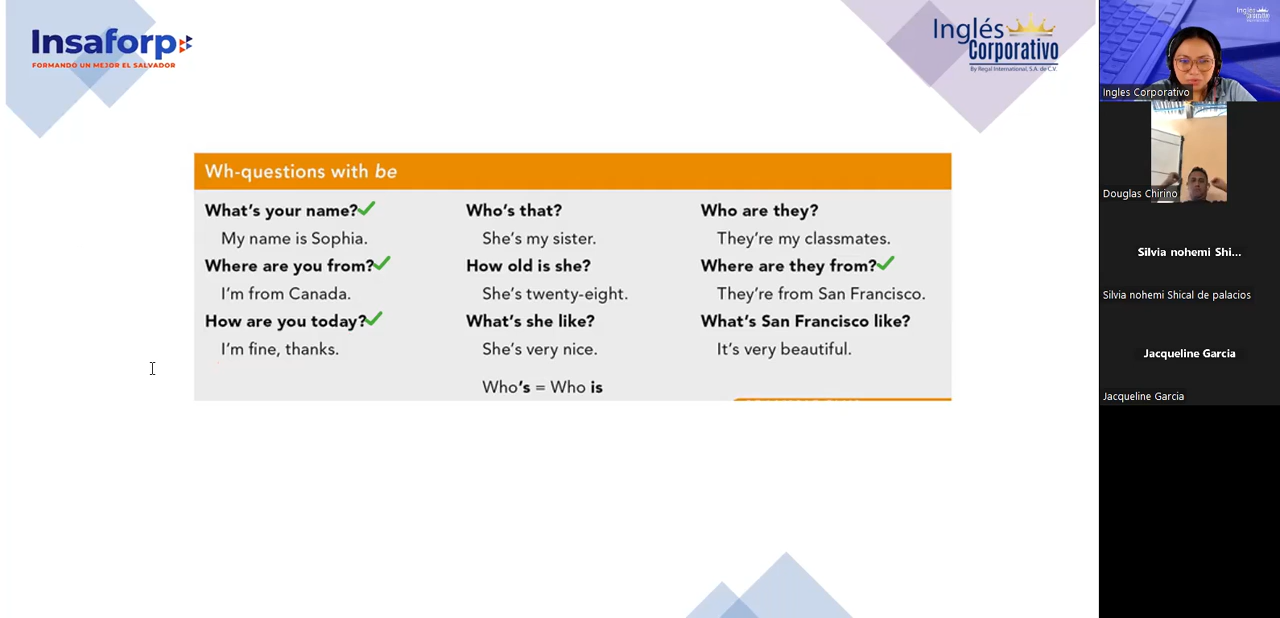 Insaforp
FORMANDO UN MEJOR EL SALVADOR
Inglés
Corporativo
By Regal International, S.A. de C.V.
Wh-questions with be
What's your name?
My name is Sophia.
Where are you from?
I'm from Canada.
How are you today?
I'm fine, thanks.
Who's that?
She's my sister.
How old is she?
She's twenty-eight.
What's she like?
She's very nice.
Who's = Who is
Who are they?
They're my classmates.
Where are they from?
They're from San Francisco.
What's San Francisco like?
It's very beautiful.
Ingles Corporativo
Douglas Chirino
Silvia nohemi Shi...
Silvia nohemi Shical de palacios
Jacqueline Garcia
Jacqueline Garcia